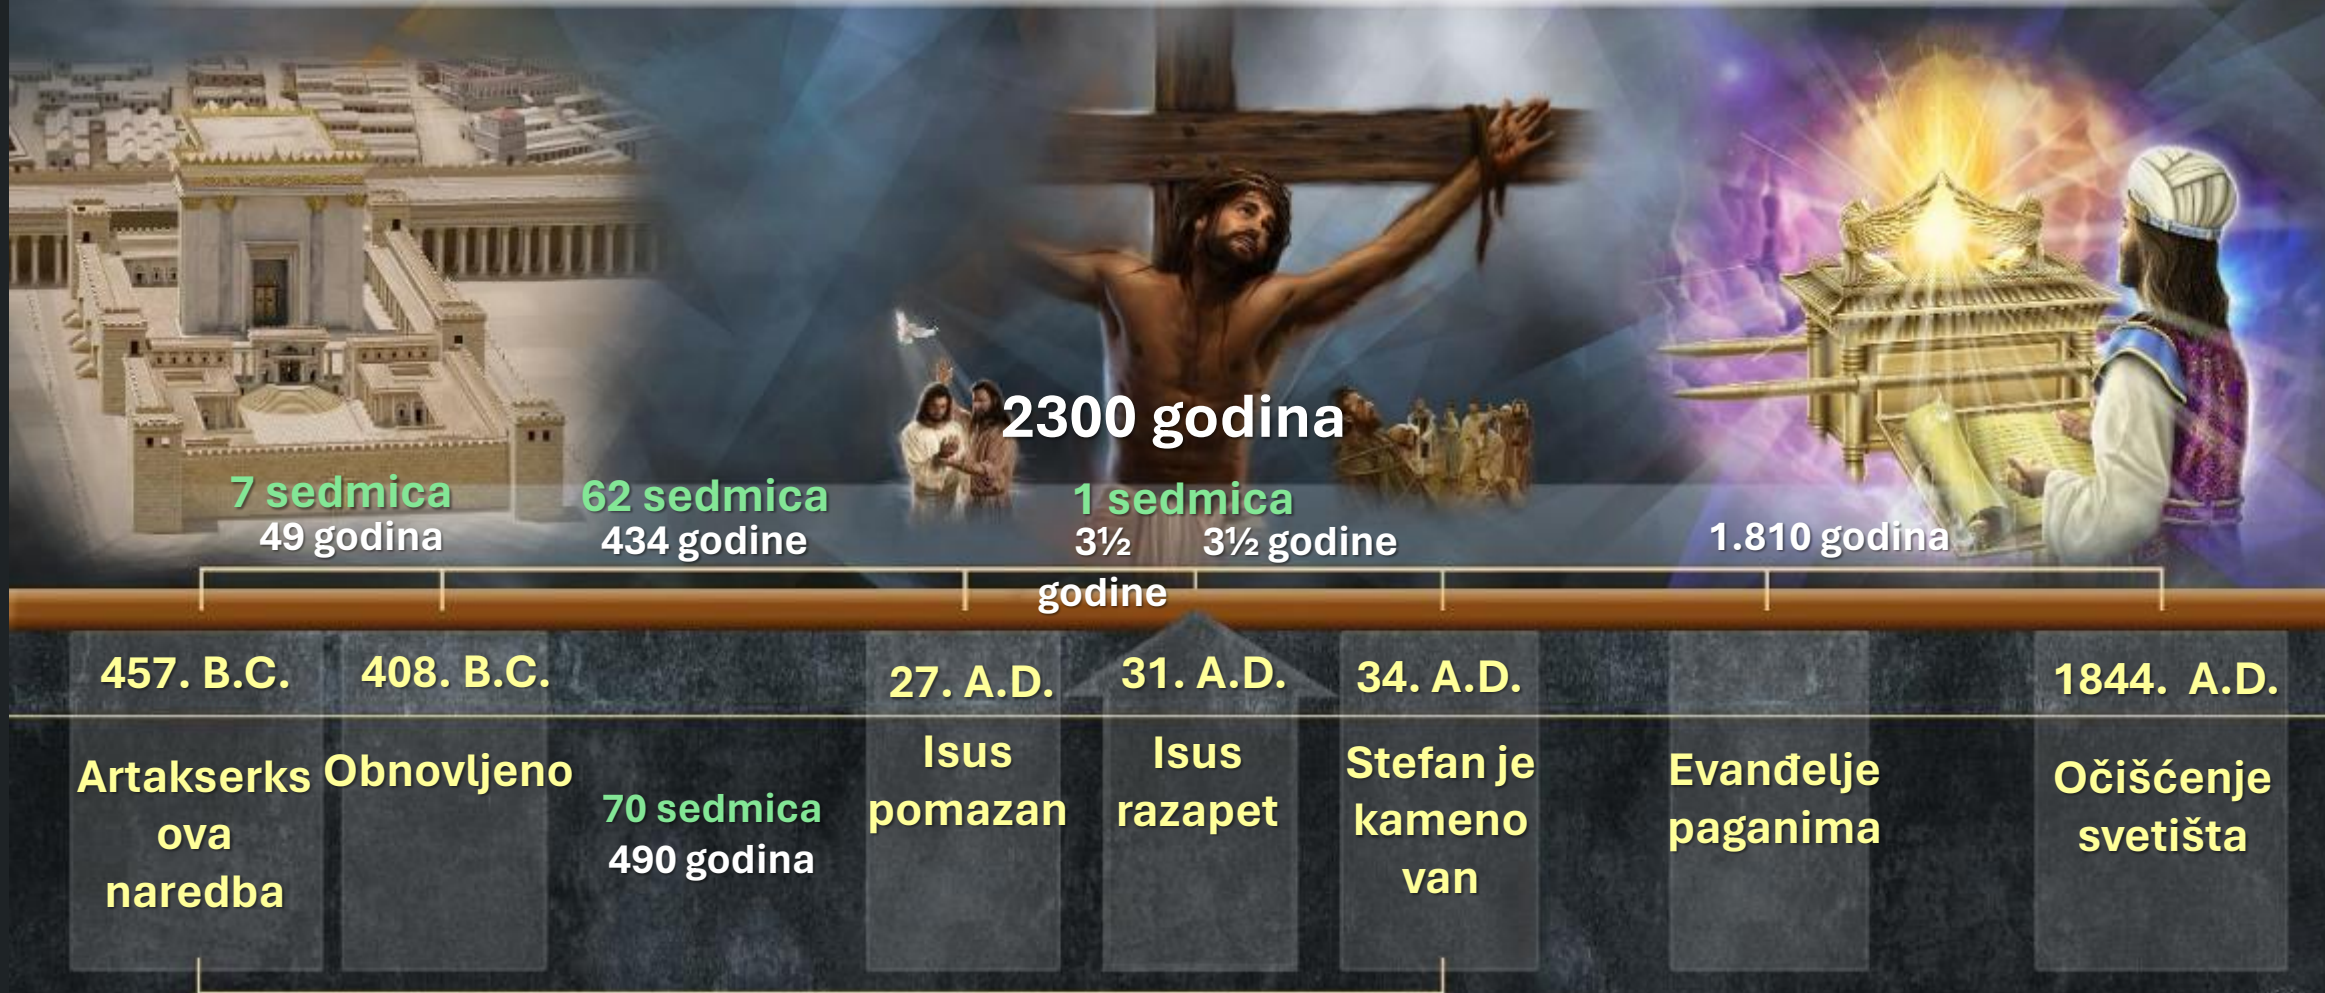 2300 godina
7 sedmica
49 godina
62 sedmica
434 godine
1 sedmica
3½
godine
3½ godine
1.810 godina
457. B.C.
408. B.C.
27. A.D.
31. A.D.
34. A.D.
1844.  A.D.
Artakserks
ova
naredba
Obnovljeno
70 sedmica
490 godina
Isus
pomazan
Isus
razapet
Stefan je
kameno
van
Evanđelje
paganima
Očišćenje
svetišta